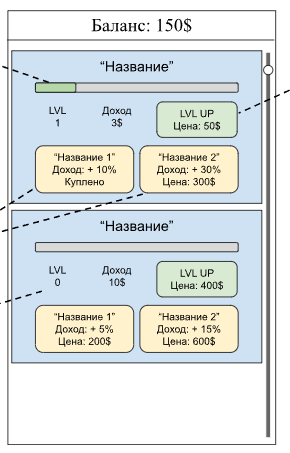 Баланс: 150$
“Название”
LVL
1
Доход
3$
LVL UP
Цена: 50$
“Название 1”
Доход: + 10%
Куплено
“Название 2”
Доход: + 30%
Цена: 300$
“Название”
LVL
0
Доход
10$
LVL UP
Цена: 400$
“Название 1”
Доход: + 5%
Цена: 200$
“Название 2”
Доход: + 15%
Цена: 600$